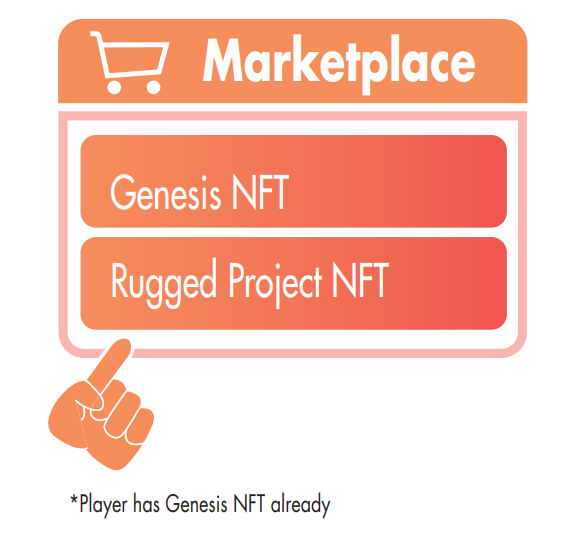 Marketplace
Genesis NFT
Rugged Project NFT
*Player has Genesis NFT already